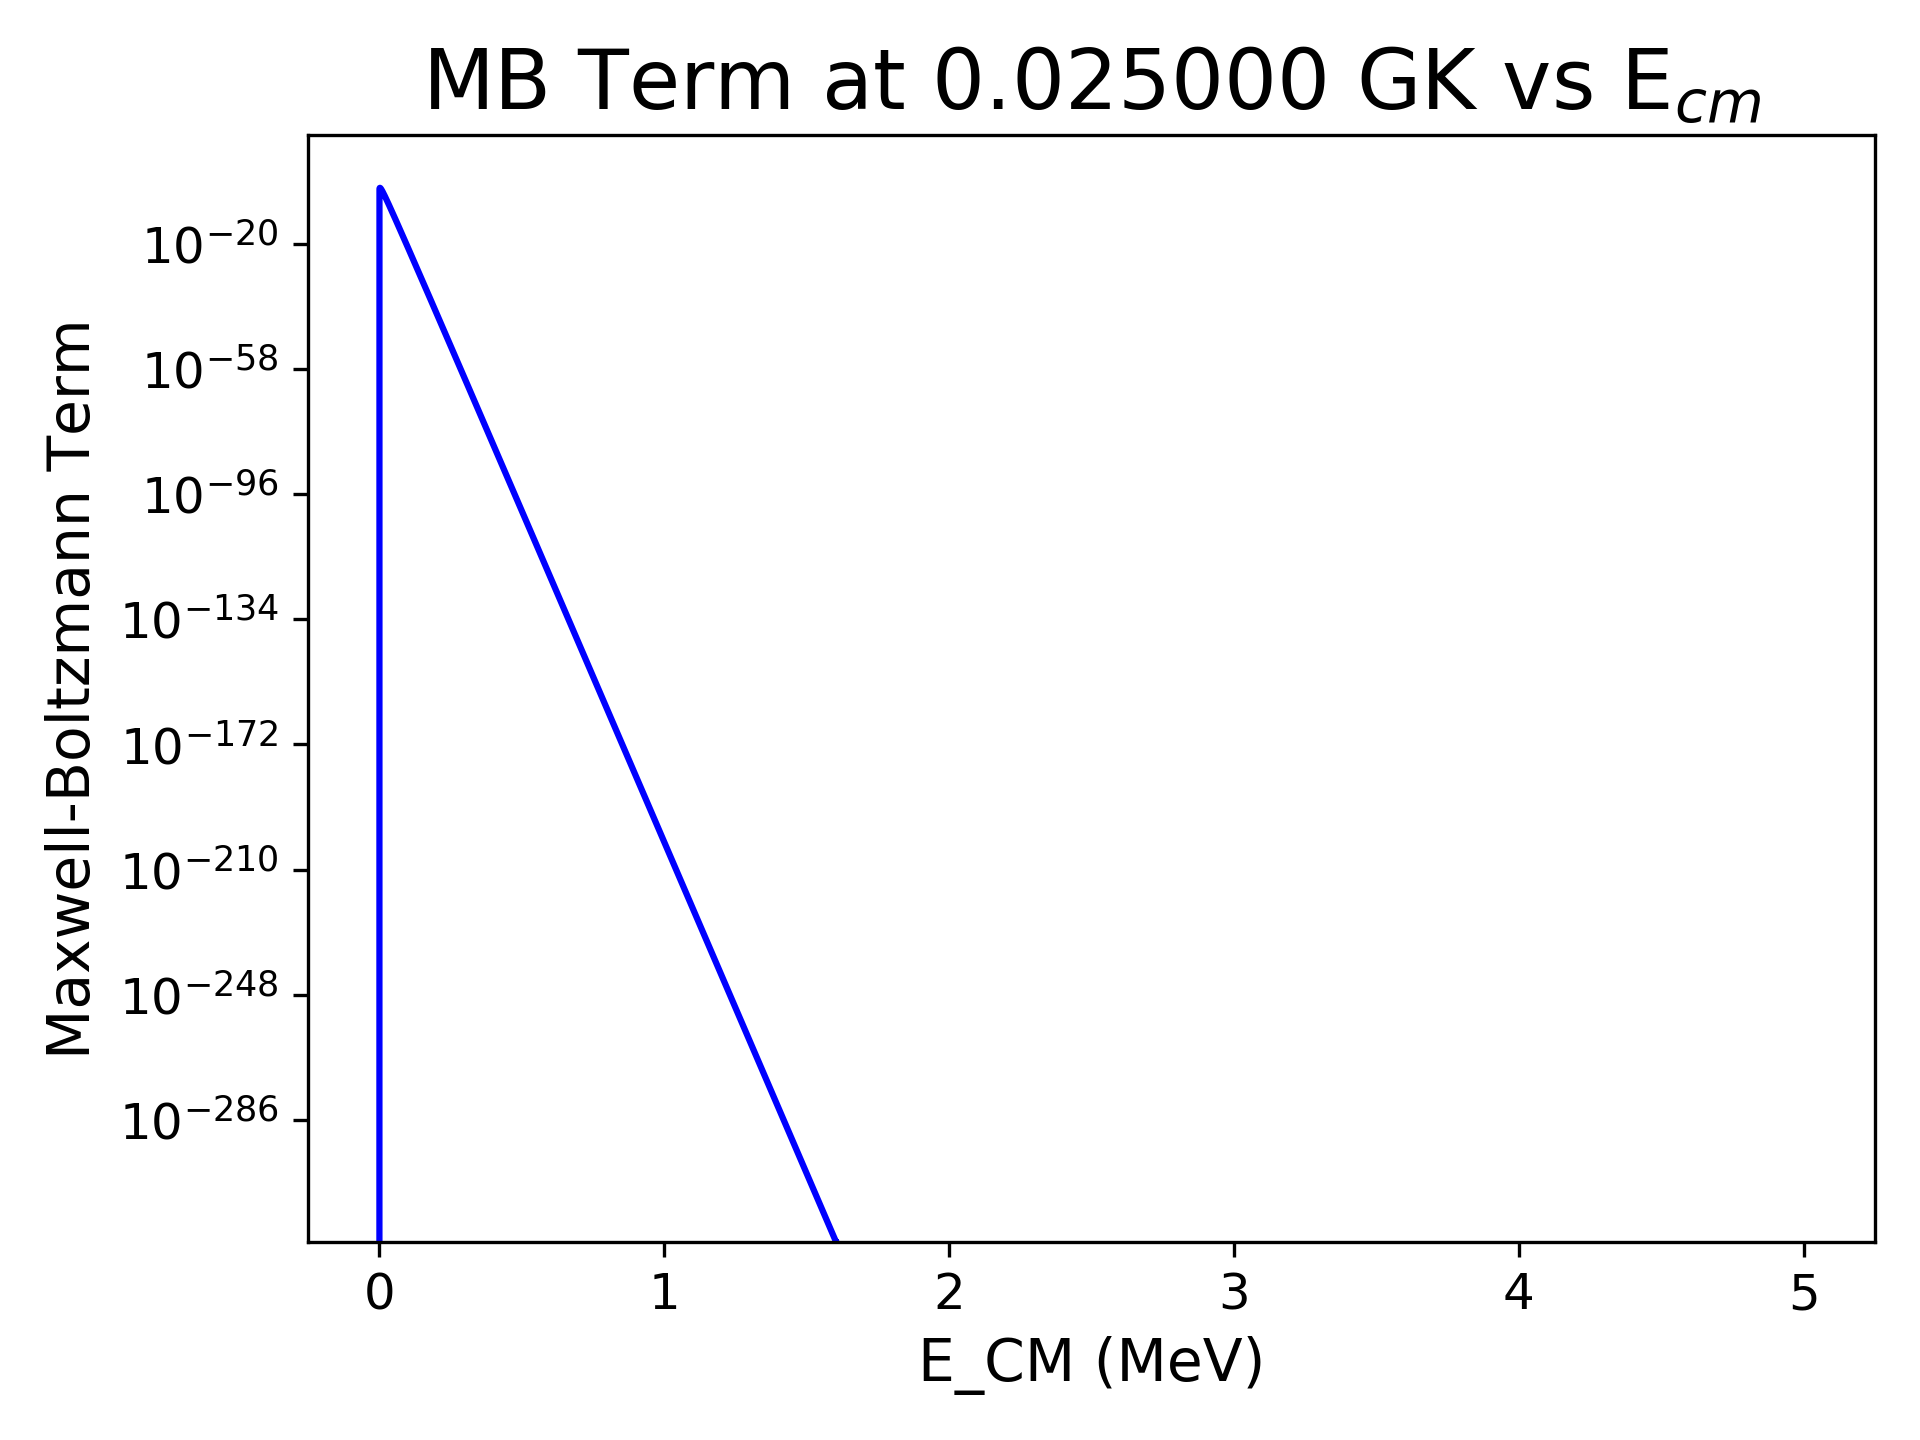 MB Term at 0.025000 GK vs E_{cm}
Maxwell-Boltzmann Term
10^{-20}
10^{-58}
10^{-96}
10^{-134}
10^{-172}
10^{-210}
10^{-248}
10^{-286}
0 1 2 3 4 5
E_CM (MeV)